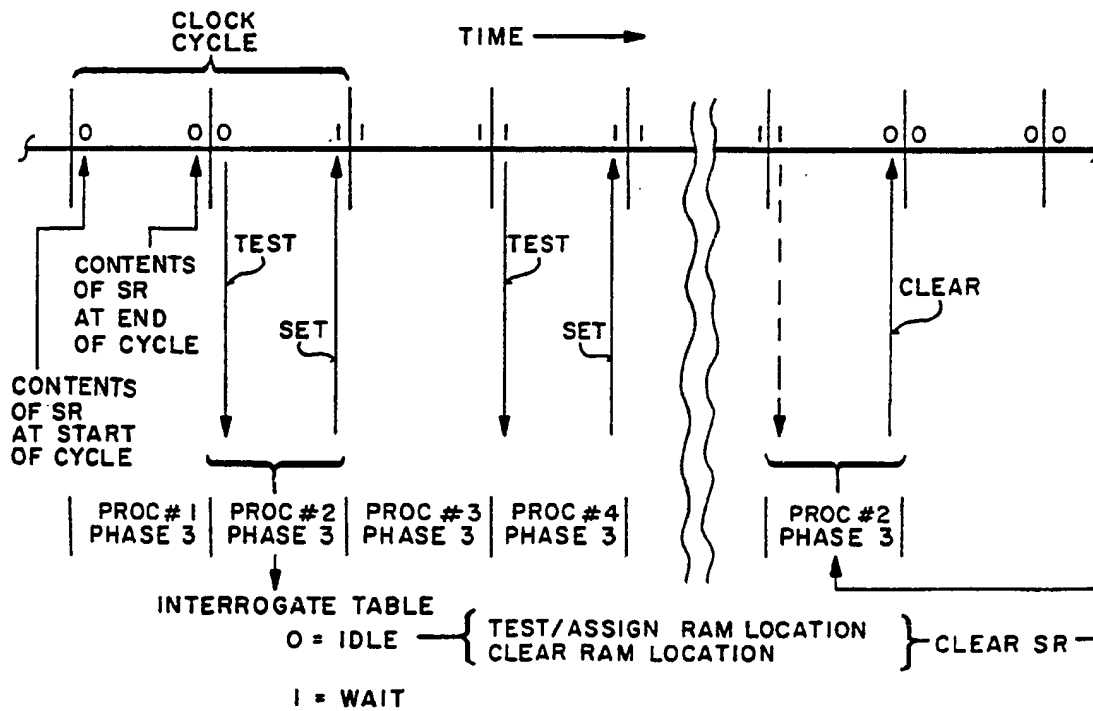 CLOCK
CYCLE
TIME
0 0 0 1 1 1 1 1 1 1 1 0 0 0 0
TEST
CONTENTS
OF SR
AT END
OF CYCLE
SET
TEST
SET
CLEAR
CONTENTS
OF SR
AT START
OF CYCLE
PROC #1
PHASE 3
PROC #2
PHASE 3
PROC #3
PHASE 3
PROC #4
PHASE 3
PROC #2
PHASE 3
INTERROGATE TABLE
0 = IDLE
TEST/ASSIGN RAM LOCATION
CLEAR RAM LOCATION
CLEAR SR
1 = WAIT